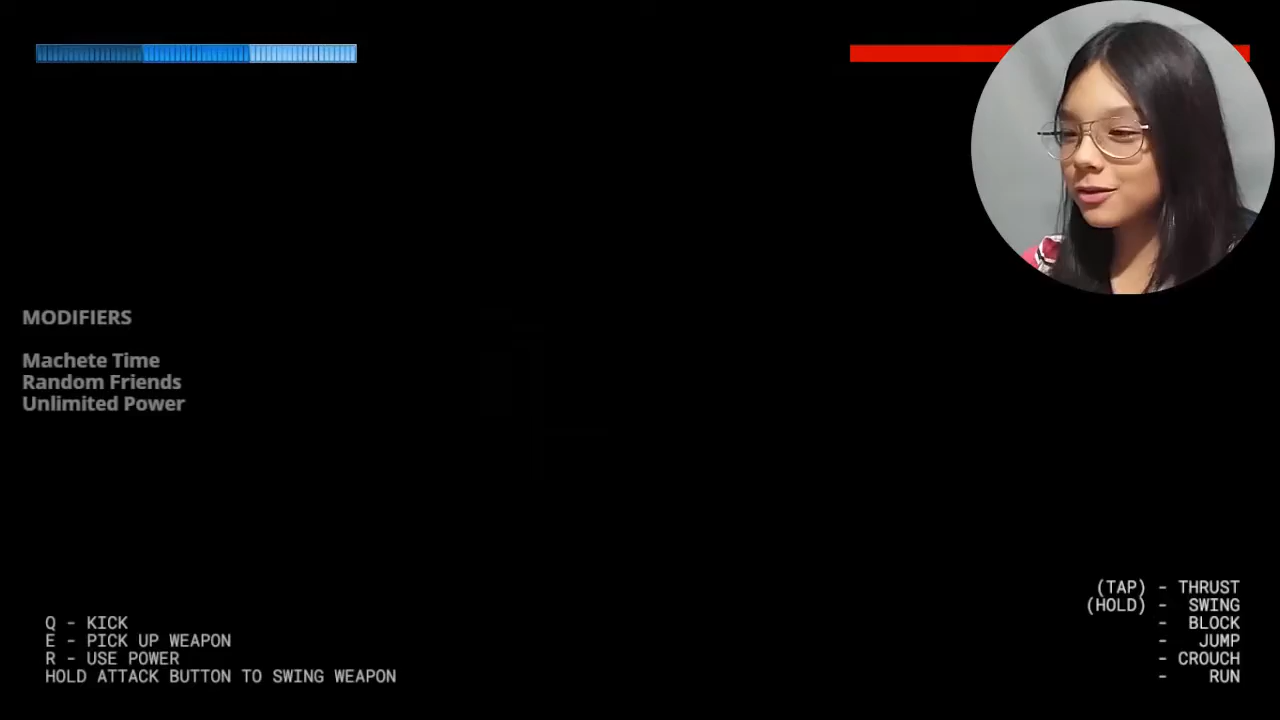 MODIFIERS
Machete Time
Random Friends
Unlimited Power
Q - KICK
E - PICK UP WEAPON
R - USE POWER
HOLD ATTACK BUTTON TO SWING WEAPON
(TAP) - THRUST
(HOLD) - SWING
- BLOCK
- JUMP
- CROUCH
- RUN